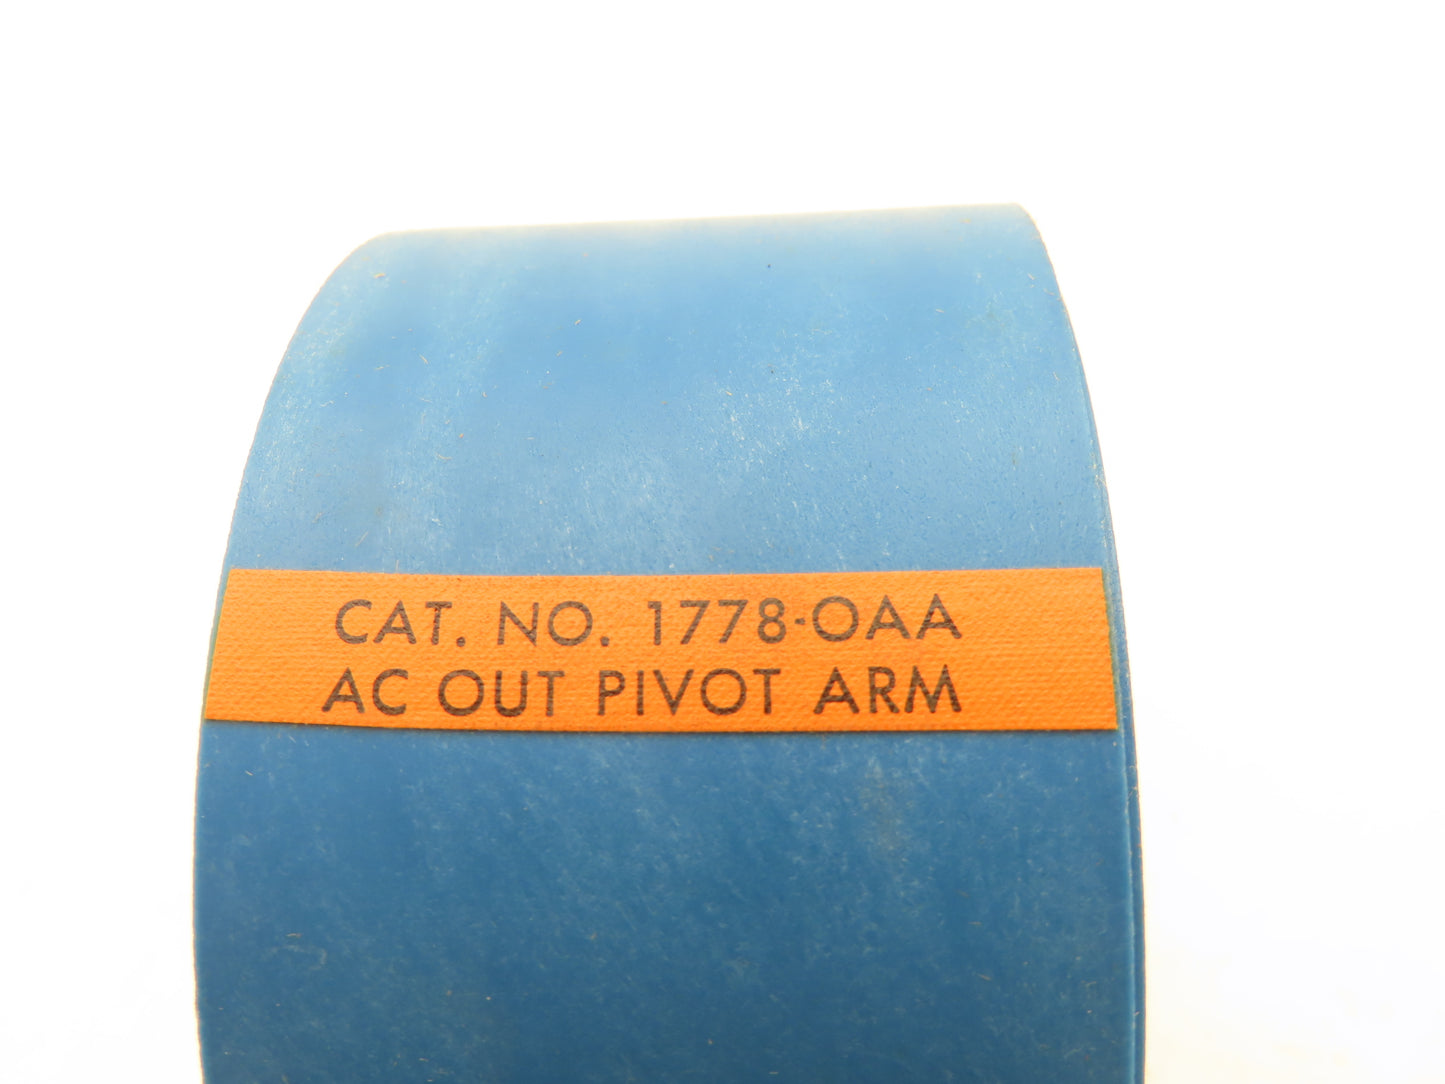 CAT. NO. 1778-OAA
AC OUT PIVOT ARM